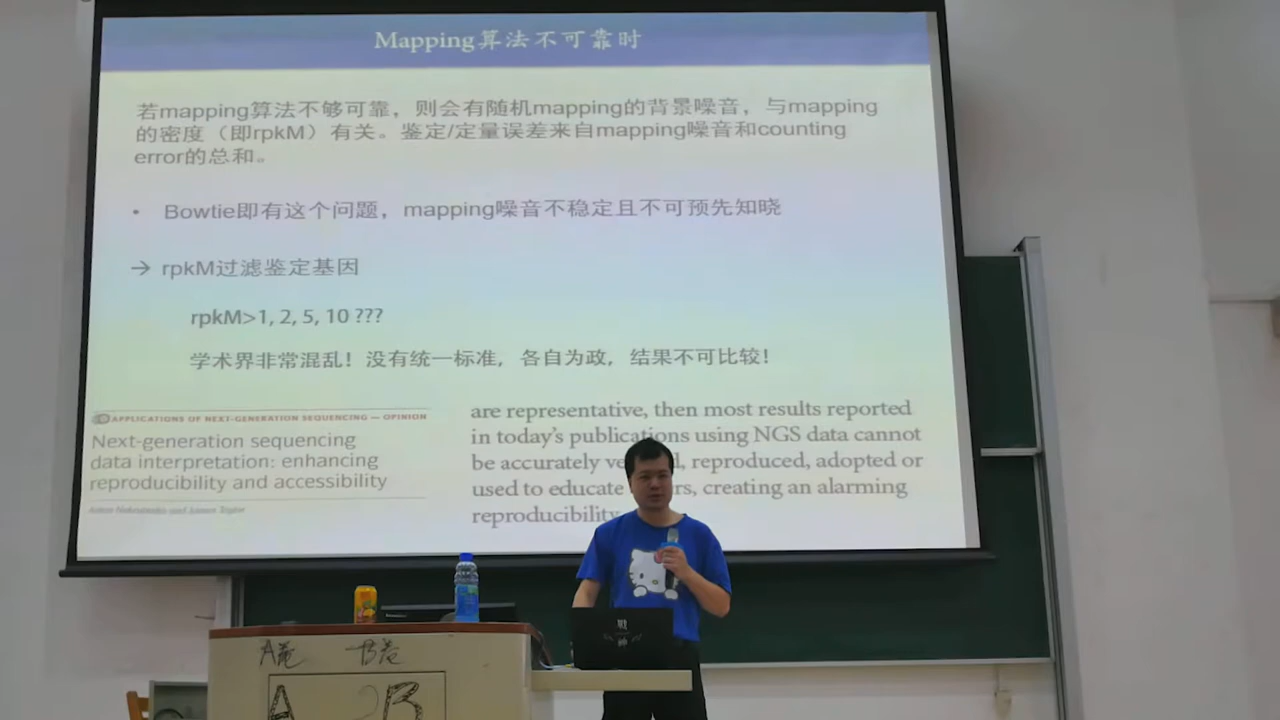 Mapping算法不可靠时
若mapping算法不够可靠，则会有随机mapping的背景噪音，与mapping
的密度（即rpkM）有关。鉴定/定量误差来自mapping噪音和counting
error的总和。
• Bowtie即有这个问题，mapping噪音不稳定且不可预先知晓
→ rpkM过滤鉴定基因
rpkM>1, 2, 5, 10 ???
学术界非常混乱！没有统一标准，各自为政，结果不可比较！
APPLICATIONS OF NEXT-GENERATION SEQUENCING — OPINION
Next-generation sequencing
data interpretation: enhancing
reproducibility and accessibility
Anton Nekrutenko and James Taylor
are representative, then most results reported
in today's publications using NGS data cannot
be accurately ve d, reproduced, adopted or
used to educate rs, creating an alarming
reproducibility
戰
神
A B